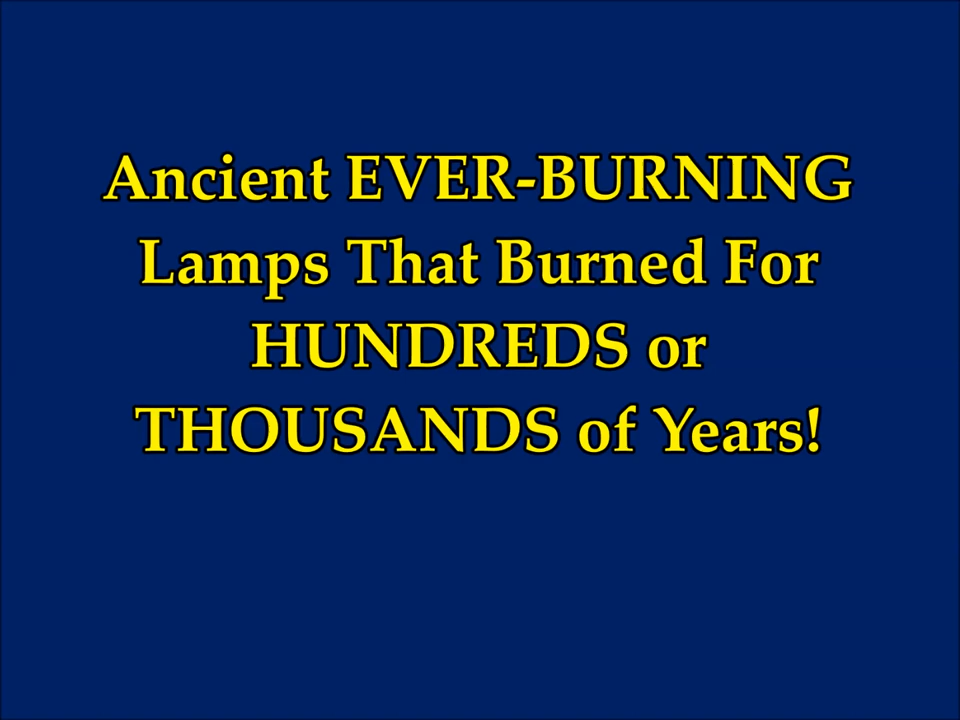 Ancient EVER-BURNING
Lamps That Burned For
HUNDREDS or
THOUSANDS of Years!